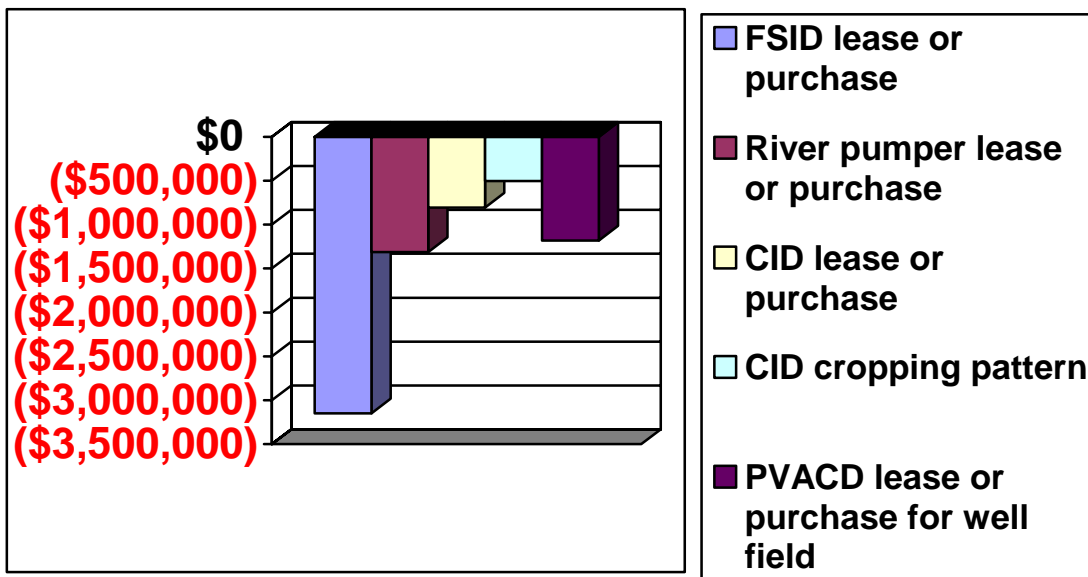 $0
($500,000)
($1,000,000)
($1,500,000)
($2,000,000)
($2,500,000)
($3,000,000)
($3,500,000)
FSID lease or
purchase
River pumper lease
or purchase
CID lease or
purchase
CID cropping pattern
PVACD lease or
purchase for well
field